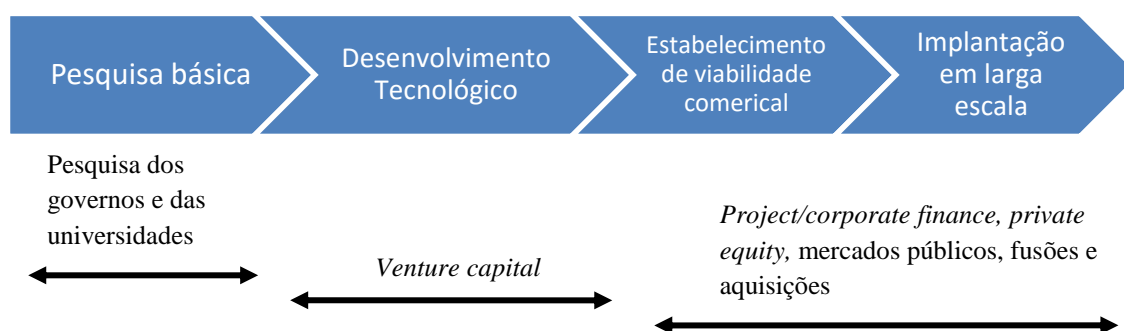 Pesquisa básica
Desenvolvimento
Tecnológico
Estabelecimento
de viabilidade
comerical
Implantação
em larga
escala
Pesquisa dos
governos e das
universidades
Venture capital
Project/corporate finance, private
equity, mercados públicos, fusões e
aquisições